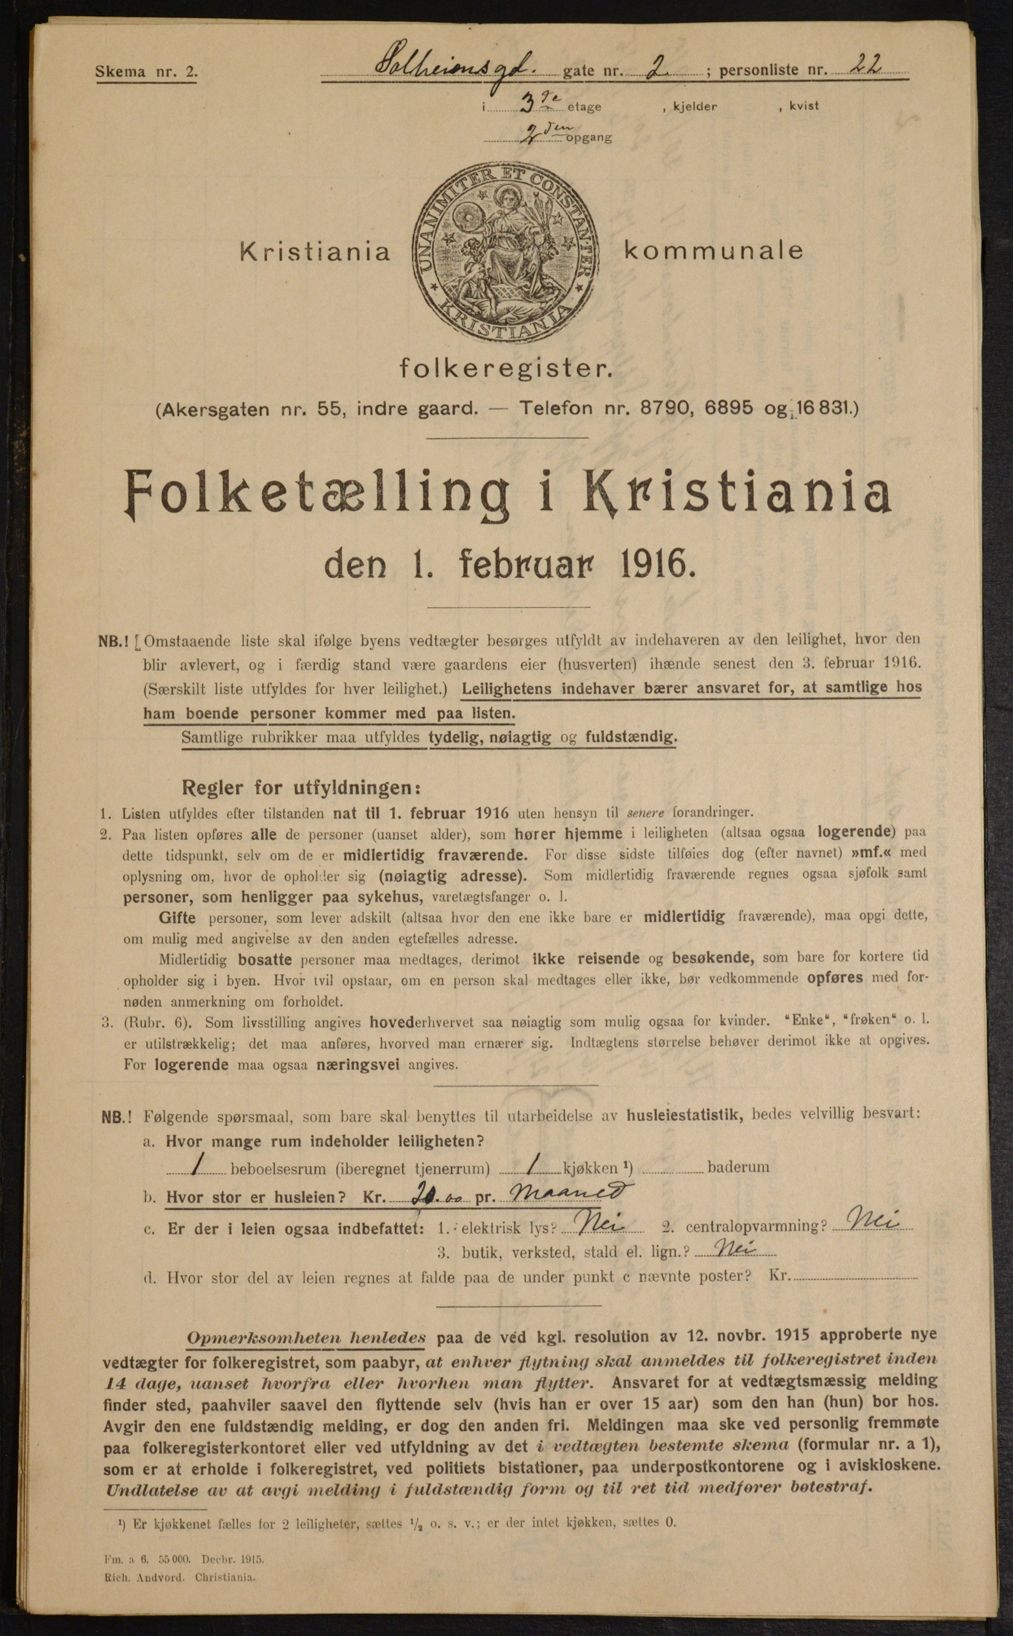 Skema nr. 2.
Solheimsgd. gate nr. 2 ; personliste nr. 22
i 3de etage , kjelder , kvist
2den opgang
UNANIMITER ET CONSTANTER
KRISTIANIA
Kristiania kommunale
folkeregister.
(Akersgaten nr. 55, indre gaard. — Telefon nr. 8790, 6895 og 16 831.)
Folketælling i Kristiania
den 1. februar 1916.
NB.! [Omstaaende liste skal ifølge byens vedtægter besørges utfyldt av indehaveren av den leilighet, hvor den
blir avlevert, og i færdig stand være gaardens eier (husverten) ihænde senest den 3. februar 1916.
(Særskilt liste utfyldes for hver leilighet.) Leilighetens indehaver bærer ansvaret for, at samtlige hos
ham boende personer kommer med paa listen.
Samtlige rubrikker maa utfyldes tydelig, nøiagtig og fuldstændig.
Regler for utfyldningen:
1. Listen utfyldes efter tilstanden nat til 1. februar 1916 uten hensyn til senere forandringer.
2. Paa listen opføres alle de personer (uanset alder), som hører hjemme i leiligheten (altsaa ogsaa logerende) paa
dette tidspunkt, selv om de er midlertidig fraværende. For disse sidste tilføies dog (efter navnet) »mf.« med
oplysning om, hvor de opholder sig (nøiagtig adresse). Som midlertidig fraværende regnes ogsaa sjøfolk samt
personer, som henligger paa sykehus, varetægtsfanger o. l.
Gifte personer, som lever adskilt (altsaa hvor den ene ikke bare er midlertidig fraværende), maa opgi dette,
om mulig med angivelse av den anden egtefælles adresse.
Midlertidig bosatte personer maa medtages, derimot ikke reisende og besøkende, som bare for kortere tid
opholder sig i byen. Hvor tvil opstaar, om en person skal medtages eller ikke, bør vedkommende opføres med for-
nøden anmerkning om forholdet.
3. (Rubr. 6). Som livsstilling angives hovederhvervet saa nøiagtig som mulig ogsaa for kvinder. “Enke“, “frøken“ o. l.
er utilstrækkelig; det maa anføres, hvorved man ernærer sig. Indtægtens størrelse behøver derimot ikke at opgives.
For logerende maa ogsaa næringsvei angives.
NB.! Følgende spørsmaal, som bare skal benyttes til utarbeidelse av husleiestatistik, bedes velvillig besvart:
a. Hvor mange rum indeholder leiligheten?
1 beboelsesrum (iberegnet tjenerrum) 1 kjøkken ¹) baderum
b. Hvor stor er husleien? Kr. 20.00 pr. Maaned
c. Er der i leien ogsaa indbefattet: 1. elektrisk lys? Nei 2. centralopvarmning? Nei
3. butik, verksted, stald el. lign.? Nei
d. Hvor stor del av leien regnes at falde paa de under punkt c nævnte poster? Kr.
Opmerksomheten henledes paa de ved kgl. resolution av 12. novbr. 1915 approberte nye
vedtægter for folkeregistret, som paabyr, at enhver flytning skal anmeldes til folkeregistret inden
14 dage, uanset hvorfra eller hvorhen man flytter. Ansvaret for at vedtægtsmæssig melding
finder sted, paahviler saavel den flyttende selv (hvis han er over 15 aar) som den han (hun) bor hos.
Avgir den ene fuldstændig melding, er dog den anden fri. Meldingen maa ske ved personlig fremmøte
paa folkeregisterkontoret eller ved utfyldning av det i vedtægten bestemte skema (formular nr. a 1),
som er at erholde i folkeregistret, ved politiets bistationer, paa underpostkontorene og i aviskloskene.
Undlatelse av at avgi melding i fuldstændig form og til ret tid medfører bøtestraf.
¹) Er kjøkkenet fælles for 2 leiligheter, sættes ¹/₂ o. s. v.; er der intet kjøkken, sættes 0.
Fm. a 6. 55 000. Decbr. 1915.
Rich. Andvord. Christiania.